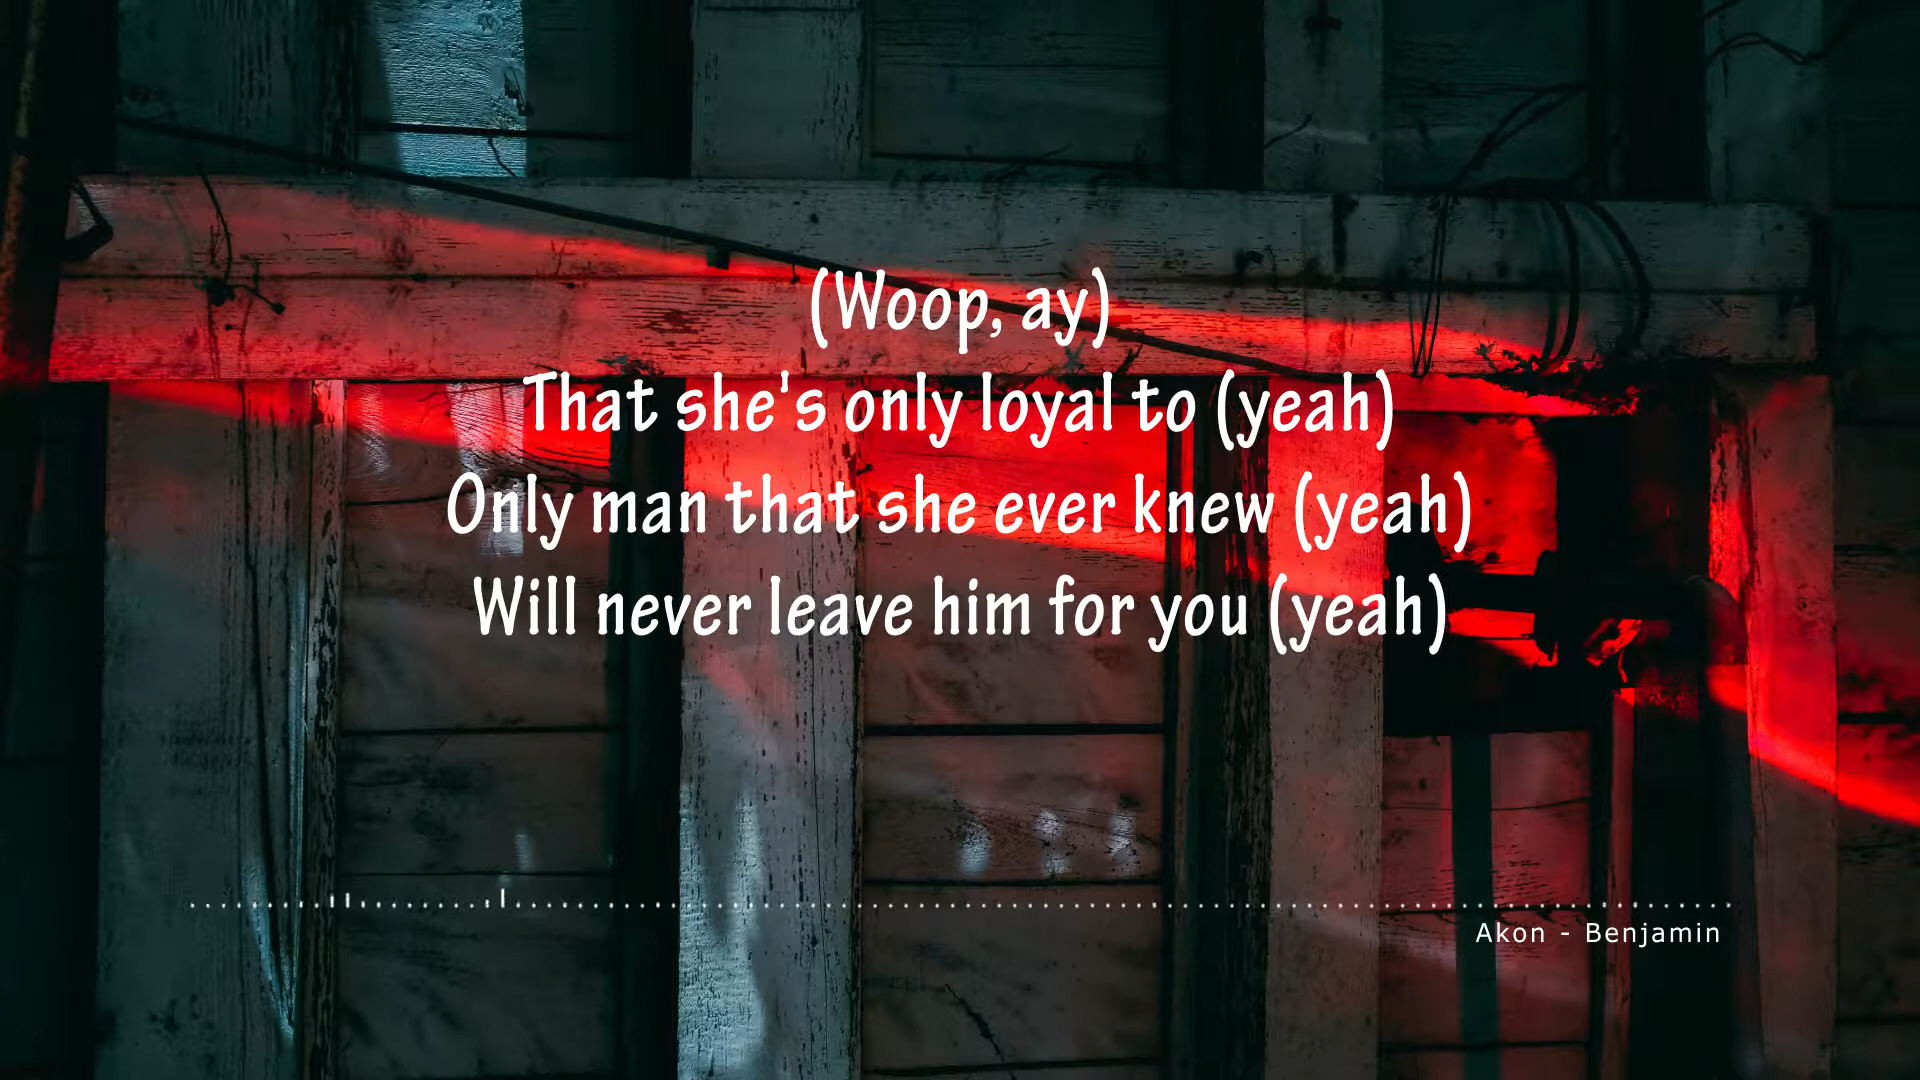 (Woop, ay)
That she's only loyal to (yeah)
Only man that she ever knew (yeah)
Will never leave him for you (yeah)
Akon - Benjamin